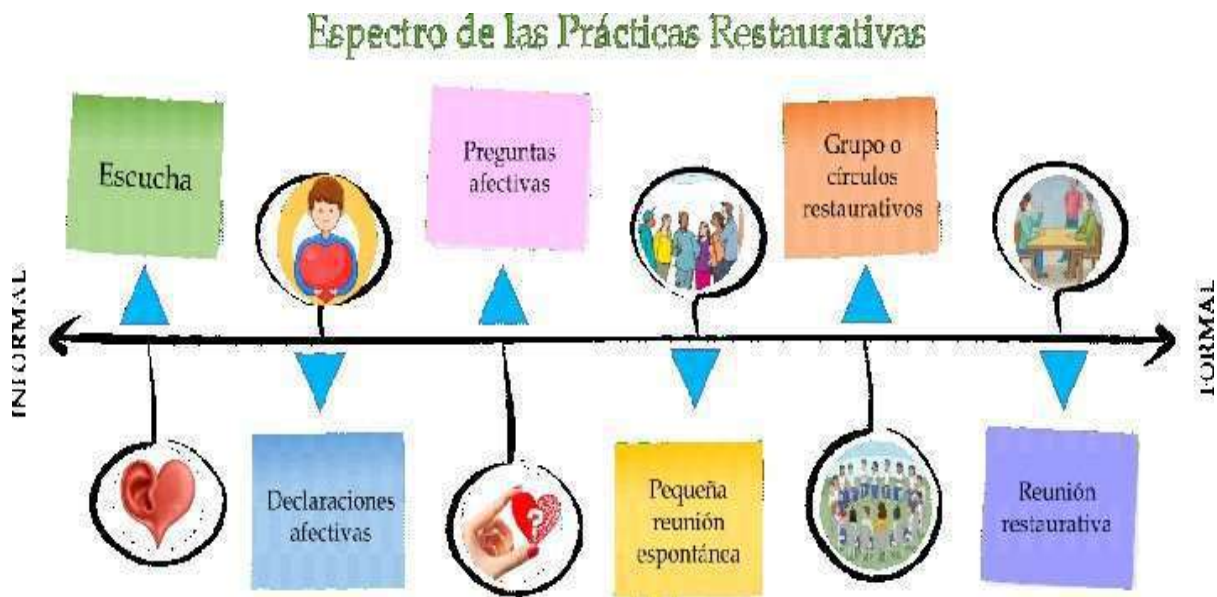 Espectro de las Prácticas Restaurativas
Escucha
Preguntas
afectivas
Grupo o
círculos
restaurativos
INFORMAL
FORMAL
Declaraciones
afectivas
?
Pequeña
reunión
espontánea
Reunión
restaurativa